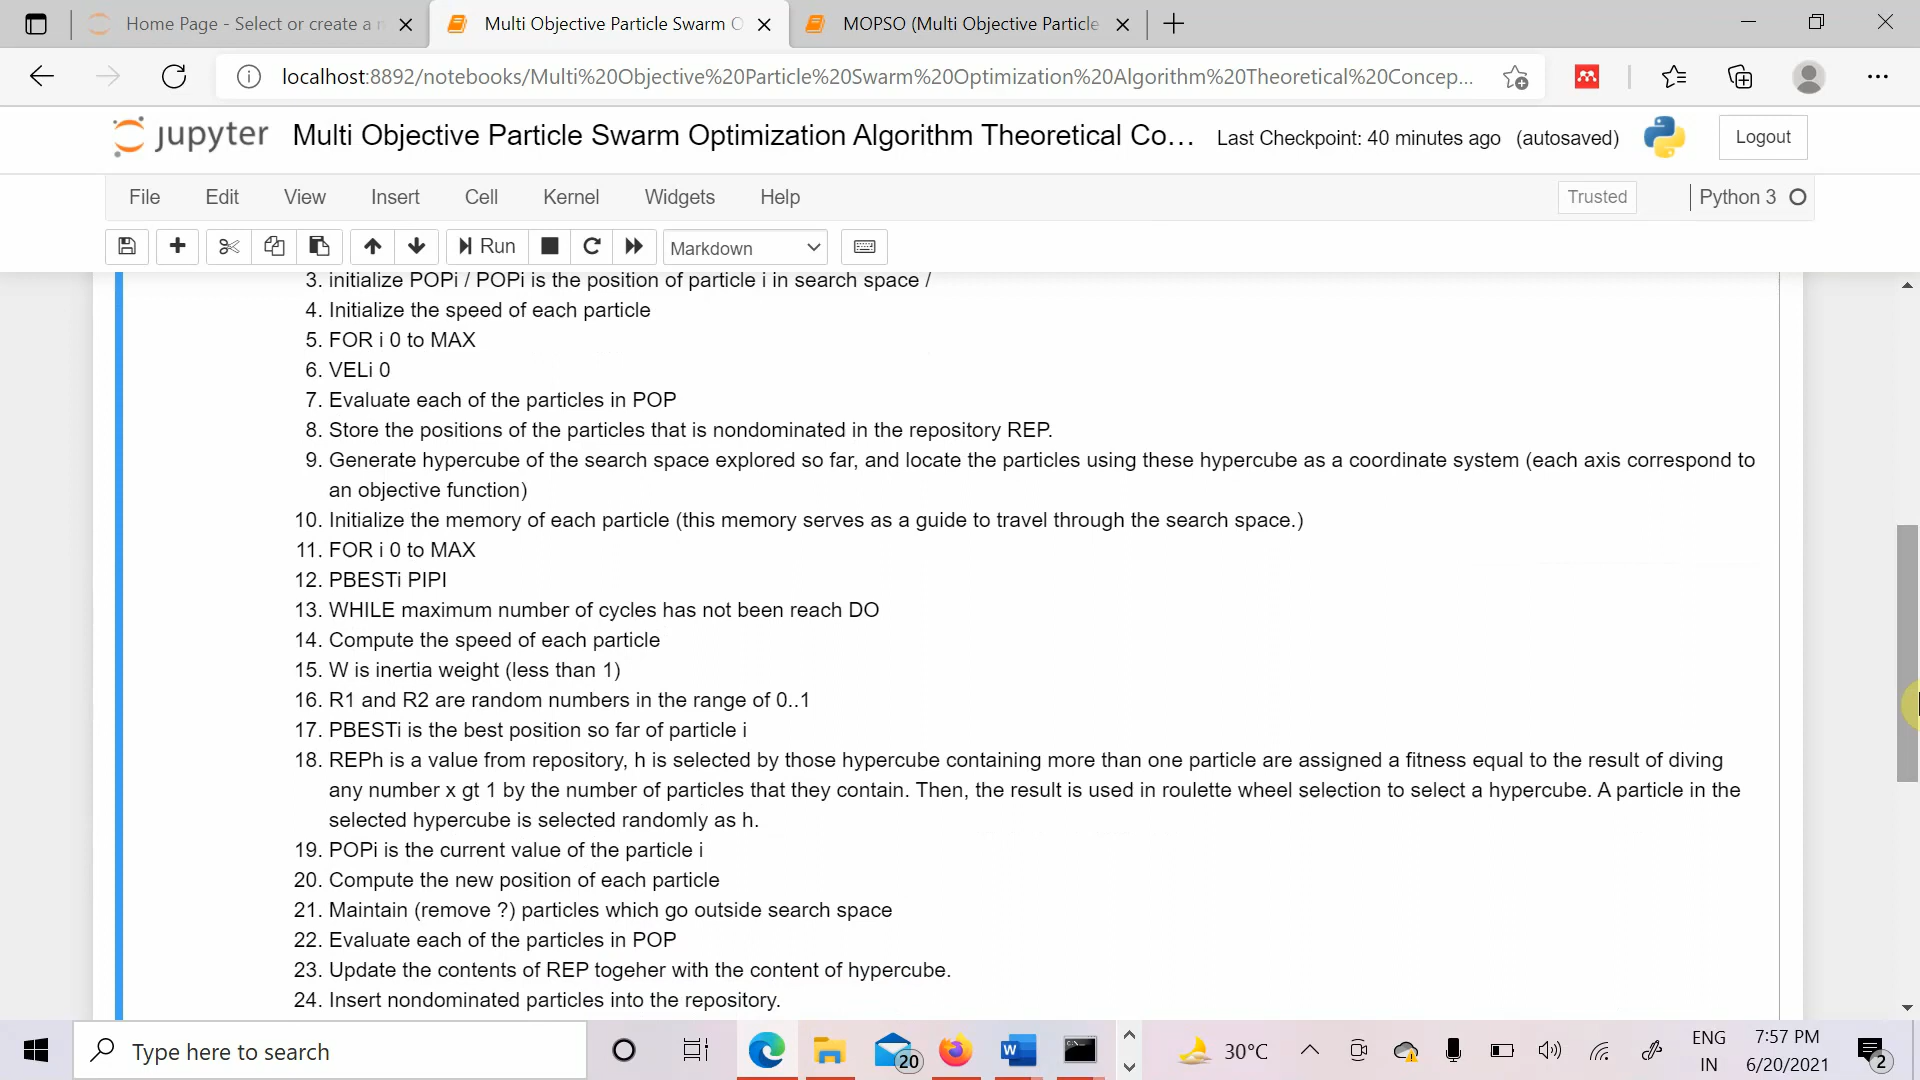 Home Page - Select or create a n
Multi Objective Particle Swarm O
MOPSO (Multi Objective Particle
localhost:8892/notebooks/Multi%20Objective%20Particle%20Swarm%20Optimization%20Algorithm%20Theoretical%20Concep...
jupyter Multi Objective Particle Swarm Optimization Algorithm Theoretical Co... Last Checkpoint: 40 minutes ago (autosaved) Logout
File Edit View Insert Cell Kernel Widgets Help Trusted Python 3
Run Markdown
3. initialize POPi / POPi is the position of particle i in search space /
4. Initialize the speed of each particle
5. FOR i 0 to MAX
6. VELi 0
7. Evaluate each of the particles in POP
8. Store the positions of the particles that is nondominated in the repository REP.
9. Generate hypercube of the search space explored so far, and locate the particles using these hypercube as a coordinate system (each axis correspond to
an objective function)
10. Initialize the memory of each particle (this memory serves as a guide to travel through the search space.)
11. FOR i 0 to MAX
12. PBESTi PIPI
13. WHILE maximum number of cycles has not been reach DO
14. Compute the speed of each particle
15. W is inertia weight (less than 1)
16. R1 and R2 are random numbers in the range of 0..1
17. PBESTi is the best position so far of particle i
18. REPh is a value from repository, h is selected by those hypercube containing more than one particle are assigned a fitness equal to the result of diving
any number x gt 1 by the number of particles that they contain. Then, the result is used in roulette wheel selection to select a hypercube. A particle in the
selected hypercube is selected randomly as h.
19. POPi is the current value of the particle i
20. Compute the new position of each particle
21. Maintain (remove ?) particles which go outside search space
22. Evaluate each of the particles in POP
23. Update the contents of REP togeher with the content of hypercube.
24. Insert nondominated particles into the repository.
Type here to search
20
W
30°C
ENG
IN
7:57 PM
6/20/2021
2